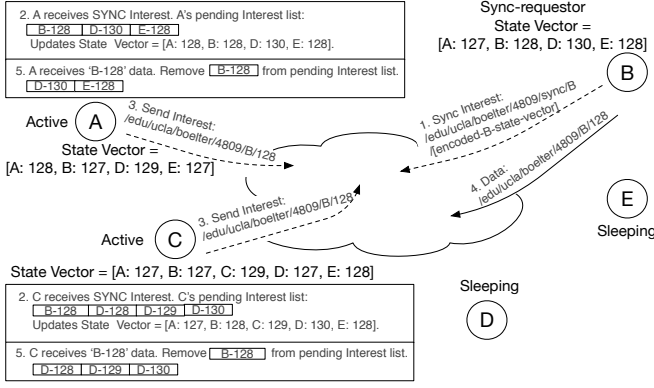 2. A receives SYNC Interest. A's pending Interest list:
B-128 D-130 E-128
Updates State Vector = [A: 128, B: 128, D: 130, E: 128].
5. A receives 'B-128' data. Remove B-128 from pending Interest list.
D-130 E-128
Sync-requestor
State Vector =
[A: 127, B: 128, D: 130, E: 128]
B
Active A
3. Send Interest:
/edu/ucla/boelter/4809/B/128
State Vector =
[A: 128, B: 127, D: 129, E: 127]
1. Sync Interest:
/edu/ucla/boelter/4809/sync/B
/[encoded-B-state-vector]
4. Data:
/edu/ucla/boelter/4809/B/128
E
Sleeping
Active C
3. Send Interest:
/edu/ucla/boelter/4809/B/128
State Vector = [A: 127, B: 127, C: 129, D: 127, E: 128]
2. C receives SYNC Interest. C's pending Interest list:
B-128 D-128 D-129 D-130
Updates State Vector = [A: 127, B: 128, C: 129, D: 130, E: 128].
5. C receives 'B-128' data. Remove B-128 from pending Interest list.
D-128 D-129 D-130
Sleeping
D